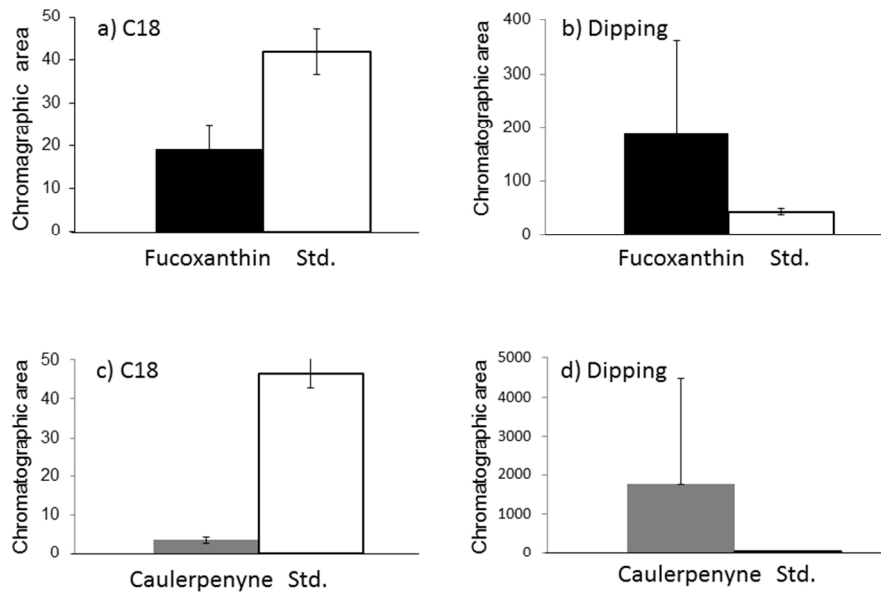 a) C18
Chromagraphic area
50
40
30
20
10
0
Fucoxanthin Std.
b) Dipping
Chromatographic area
400
300
200
100
0
Fucoxanthin Std.
c) C18
Chromatographic area
50
40
30
20
10
0
Caulerpenyne Std.
d) Dipping
Chromatographic area
5000
4000
3000
2000
1000
0
Caulerpenyne Std.